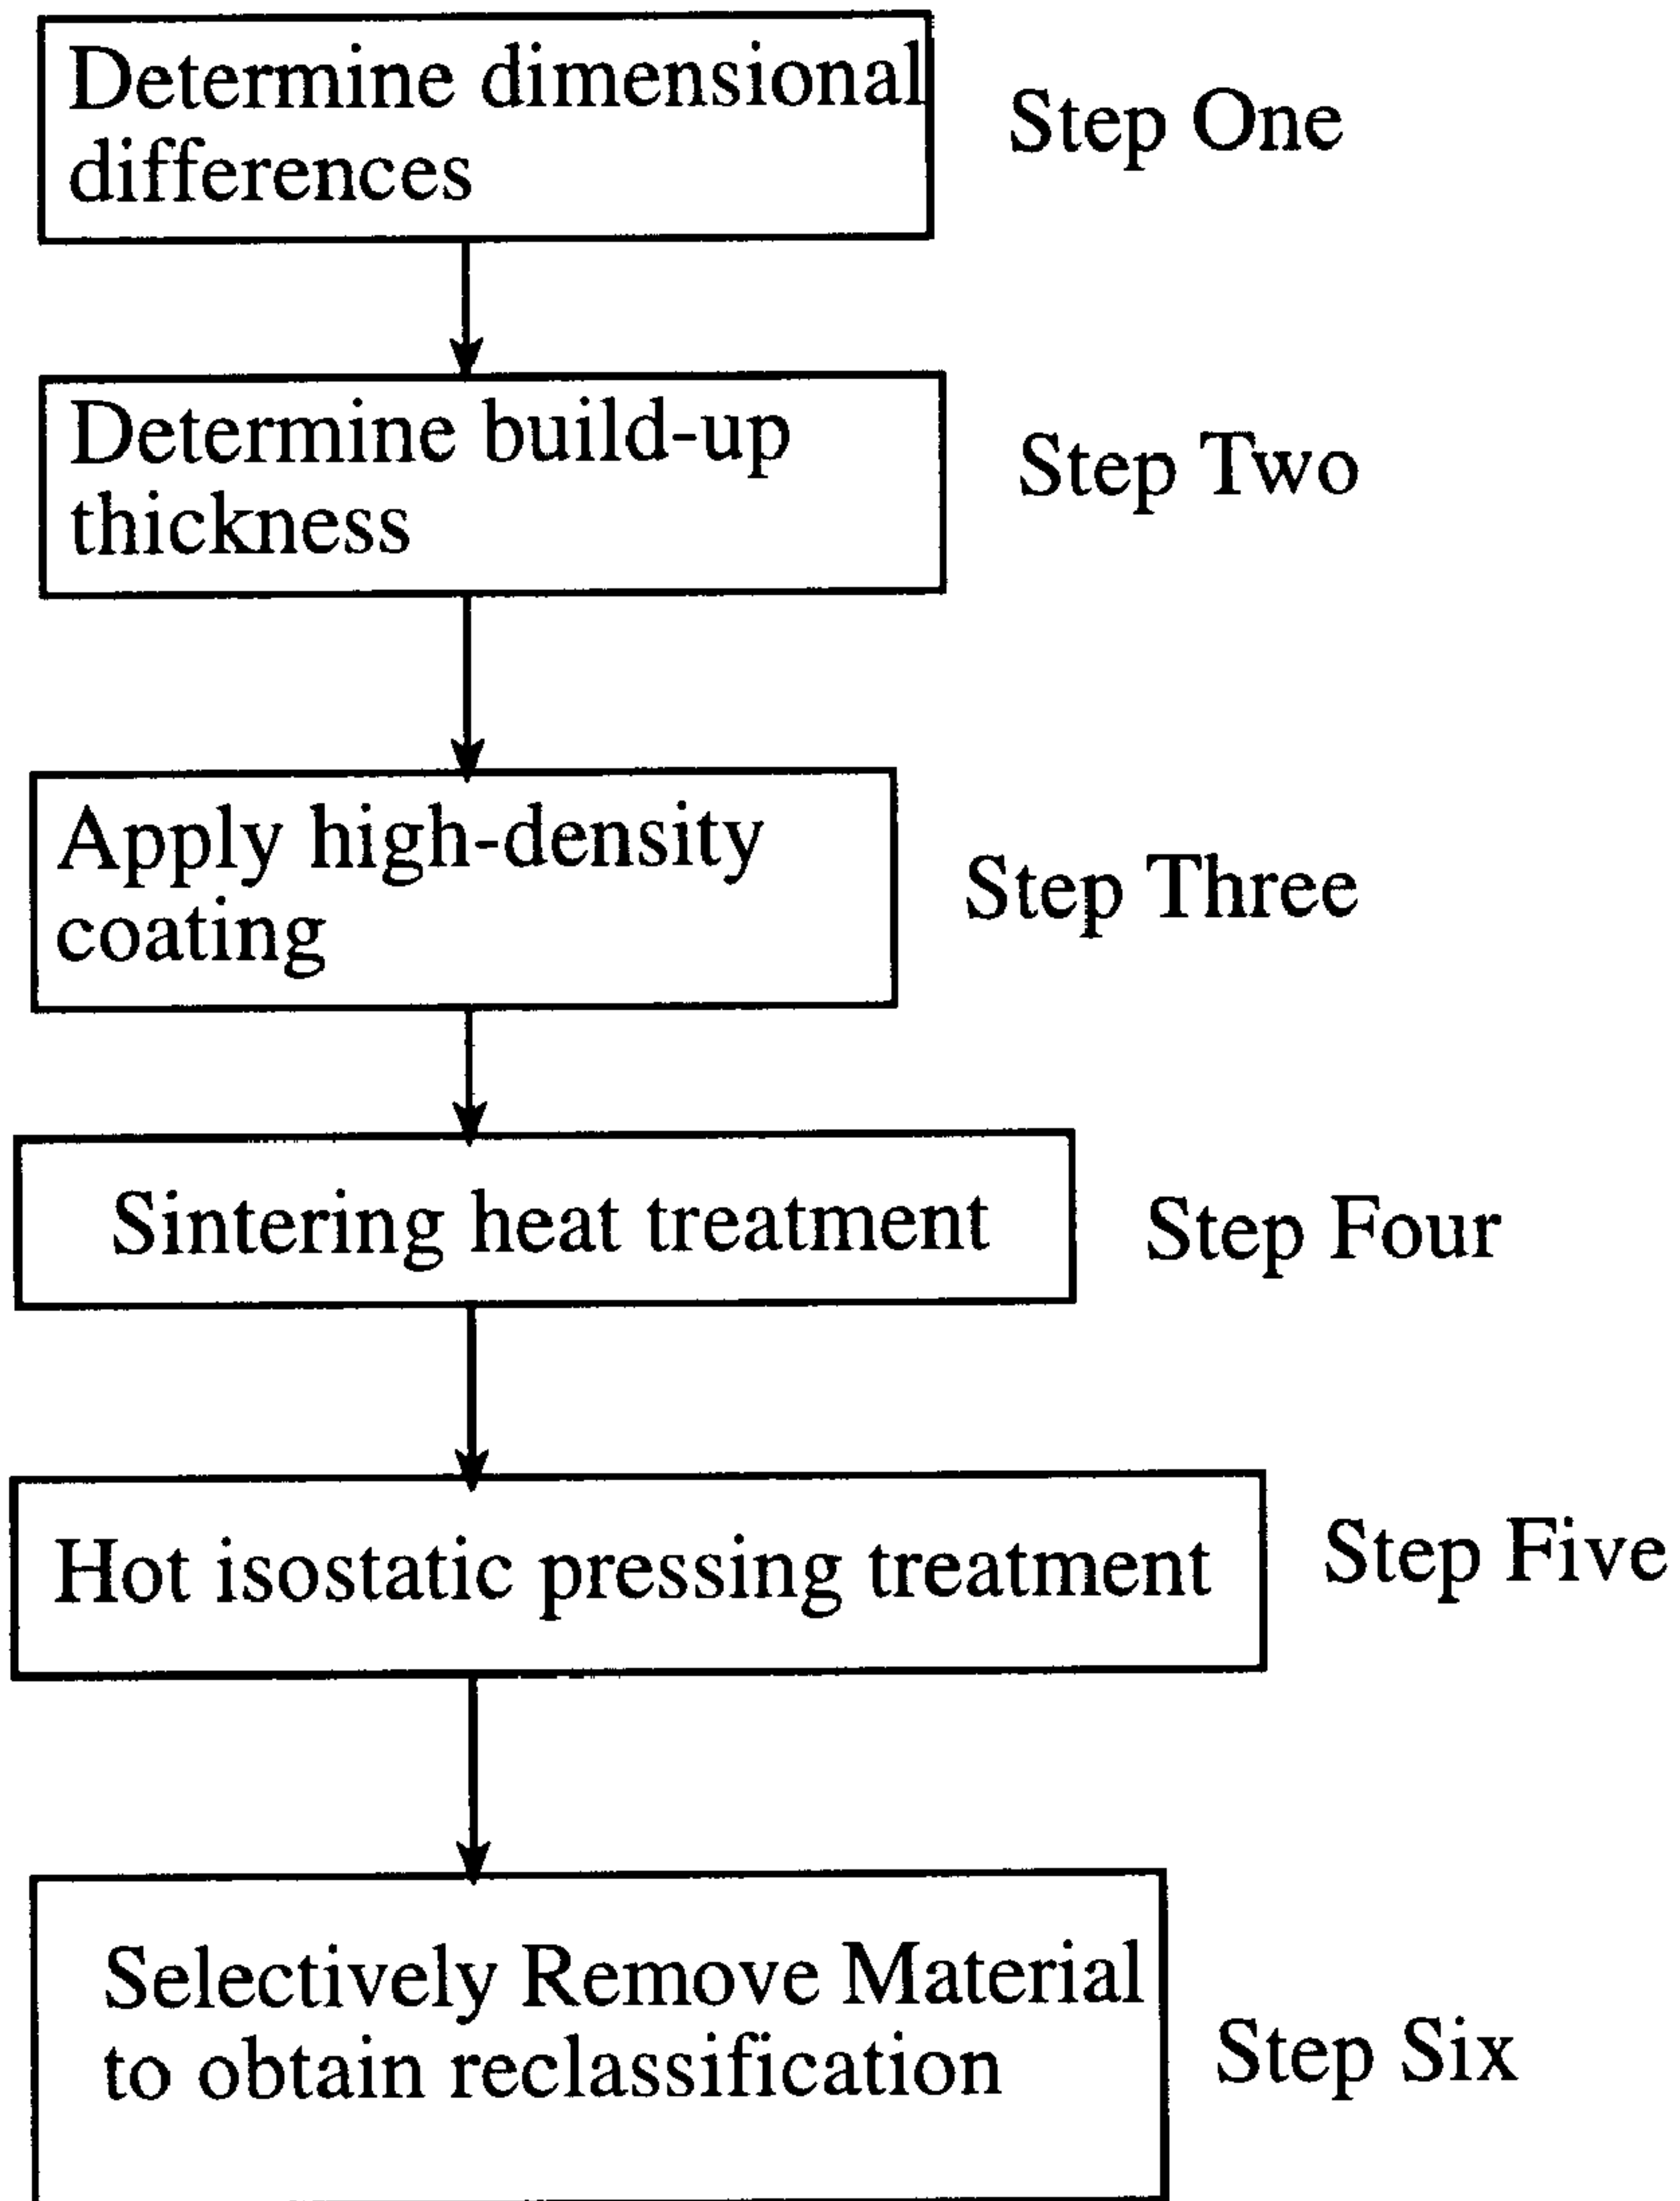 Determine dimensional
differences
Step One
Determine build-up
thickness
Step Two
Apply high-density
coating
Step Three
Sintering heat treatment
Step Four
Hot isostatic pressing treatment
Step Five
Selectively Remove Material
to obtain reclassification
Step Six